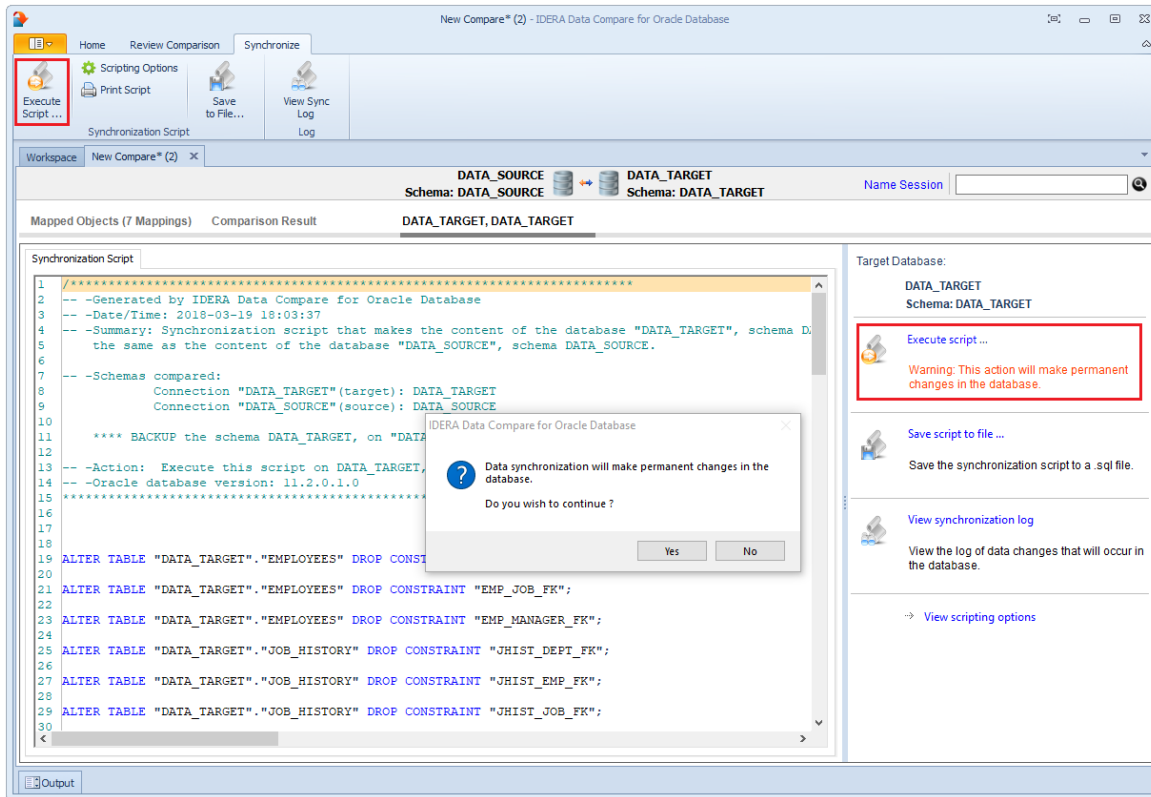 New Compare* (2) - IDERA Data Compare for Oracle Database
Home Review Comparison Synchronize
Execute
Script ...
Scripting Options
Print Script
Save
to File...
View Sync
Log
Synchronization Script
Log
Workspace New Compare* (2)
DATA_SOURCE
Schema: DATA_SOURCE
DATA_TARGET
Schema: DATA_TARGET
Name Session
Mapped Objects (7 Mappings) Comparison Result DATA_TARGET, DATA_TARGET
Synchronization Script
1 /**************************************************************************
2 -- -Generated by IDERA Data Compare for Oracle Database
3 -- -Date/Time: 2018-03-19 18:03:37
4 -- -Summary: Synchronization script that makes the content of the database "DATA_TARGET", schema D
5 the same as the content of the database "DATA_SOURCE", schema DATA_SOURCE.
6
7 -- -Schemas compared:
8 Connection "DATA_TARGET"(target): DATA_TARGET
9 Connection "DATA_SOURCE"(source): DATA_SOURCE
10
11 **** BACKUP the schema DATA_TARGET, on "DATA
12
13 -- -Action: Execute this script on DATA_TARGET,
14 -- -Oracle database version: 11.2.0.1.0
15 ************************************************
16
17
18
19 ALTER TABLE "DATA_TARGET"."EMPLOYEES" DROP CONST
20
21 ALTER TABLE "DATA_TARGET"."EMPLOYEES" DROP CONSTRAINT "EMP_JOB_FK";
22
23 ALTER TABLE "DATA_TARGET"."EMPLOYEES" DROP CONSTRAINT "EMP_MANAGER_FK";
24
25 ALTER TABLE "DATA_TARGET"."JOB_HISTORY" DROP CONSTRAINT "JHIST_DEPT_FK";
26
27 ALTER TABLE "DATA_TARGET"."JOB_HISTORY" DROP CONSTRAINT "JHIST_EMP_FK";
28
29 ALTER TABLE "DATA_TARGET"."JOB_HISTORY" DROP CONSTRAINT "JHIST_JOB_FK";
30
IDERA Data Compare for Oracle Database
Data synchronization will make permanent changes in the
database.
Do you wish to continue ?
Yes No
Target Database:
DATA_TARGET
Schema: DATA_TARGET
Execute script ...
Warning: This action will make permanent
changes in the database.
Save script to file ...
Save the synchronization script to a .sql file.
View synchronization log
View the log of data changes that will occur in
the database.
View scripting options
Output